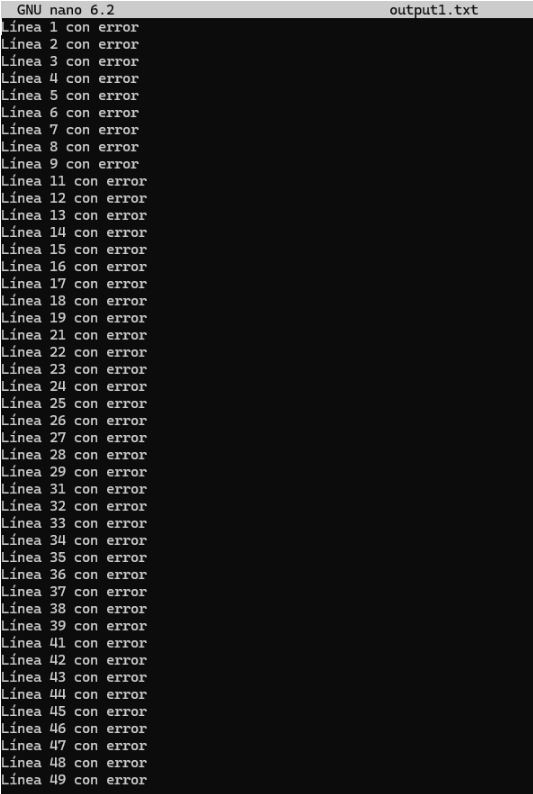 GNU nano 6.2 output1.txt
Línea 1 con error
Línea 2 con error
Línea 3 con error
Línea 4 con error
Línea 5 con error
Línea 6 con error
Línea 7 con error
Línea 8 con error
Línea 9 con error
Línea 11 con error
Línea 12 con error
Línea 13 con error
Línea 14 con error
Línea 15 con error
Línea 16 con error
Línea 17 con error
Línea 18 con error
Línea 19 con error
Línea 21 con error
Línea 22 con error
Línea 23 con error
Línea 24 con error
Línea 25 con error
Línea 26 con error
Línea 27 con error
Línea 28 con error
Línea 29 con error
Línea 31 con error
Línea 32 con error
Línea 33 con error
Línea 34 con error
Línea 35 con error
Línea 36 con error
Línea 37 con error
Línea 38 con error
Línea 39 con error
Línea 41 con error
Línea 42 con error
Línea 43 con error
Línea 44 con error
Línea 45 con error
Línea 46 con error
Línea 47 con error
Línea 48 con error
Línea 49 con error